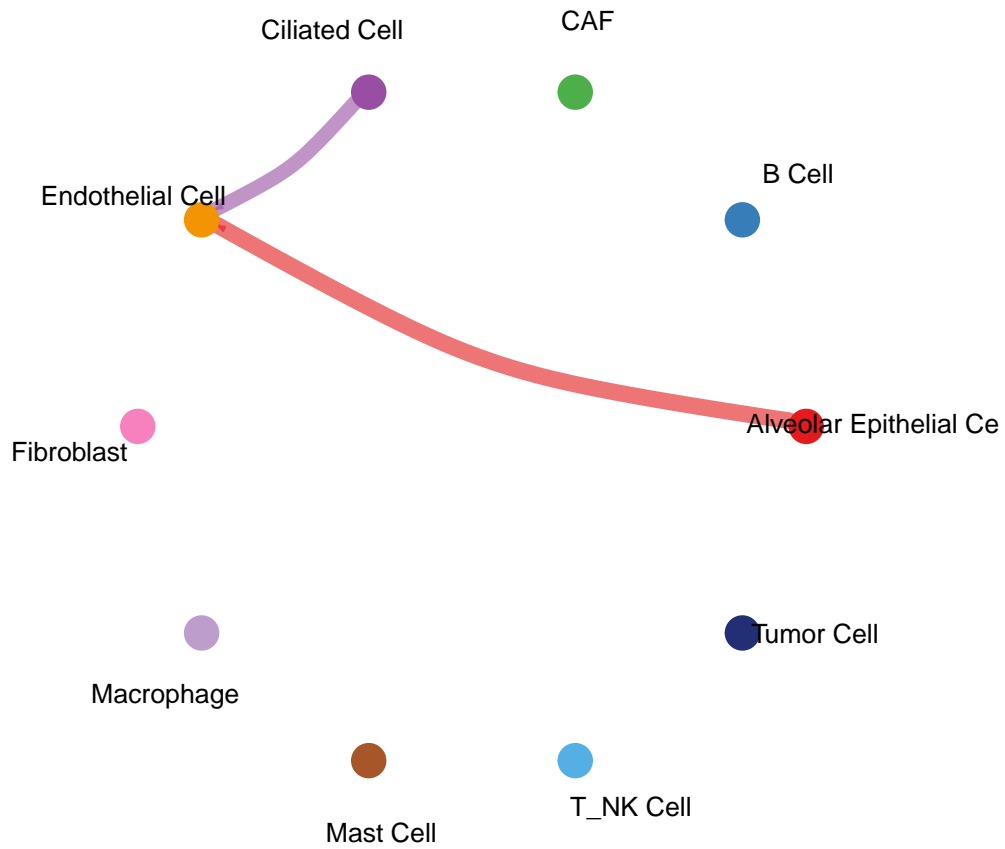 CAF
Ciliated Cell
B Cell
Endothelial Cell
Alveolar Epithelial Ce
Fibroblast
Tumor Cell
Macrophage
T_NK Cell
Mast Cell